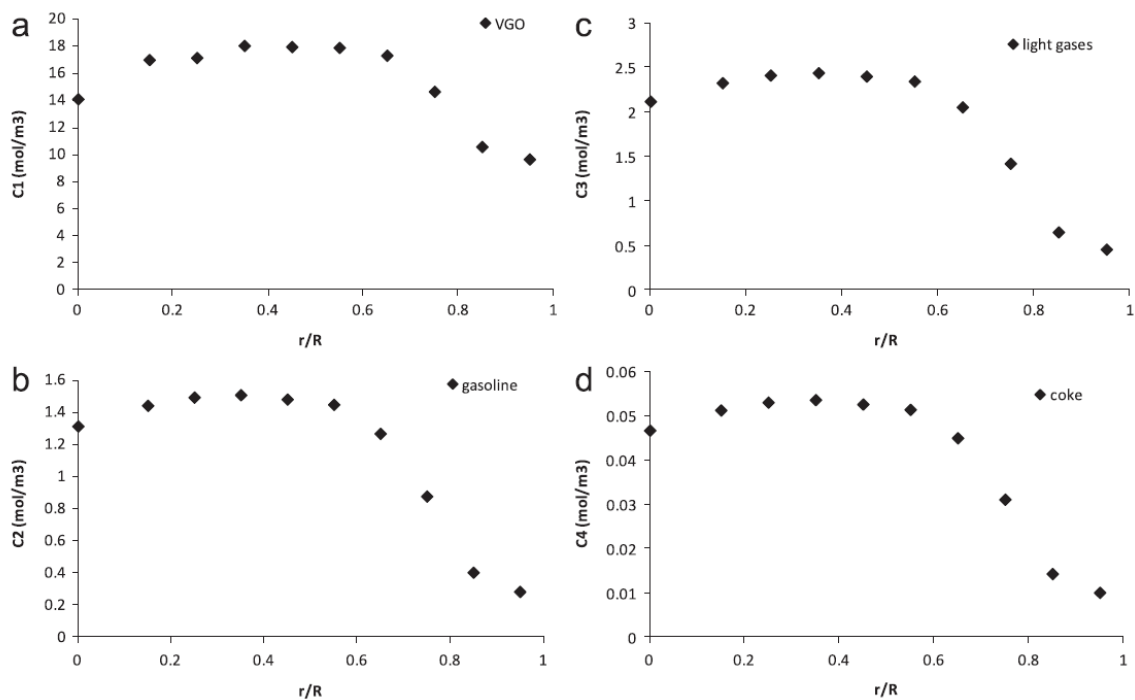 a
20
18
16
14
12
10
8
6
4
2
0
C1 (mol/m3)
VGO
0 0.2 0.4 0.6 0.8 1
r/R
b
1.6
1.4
1.2
1
0.8
0.6
0.4
0.2
0
C2 (mol/m3)
gasoline
0 0.2 0.4 0.6 0.8 1
r/R
c
3
2.5
2
1.5
1
0.5
0
C3 (mol/m3)
light gases
0 0.2 0.4 0.6 0.8 1
r/R
d
0.06
0.05
0.04
0.03
0.02
0.01
0
C4 (mol/m3)
coke
0 0.2 0.4 0.6 0.8 1
r/R